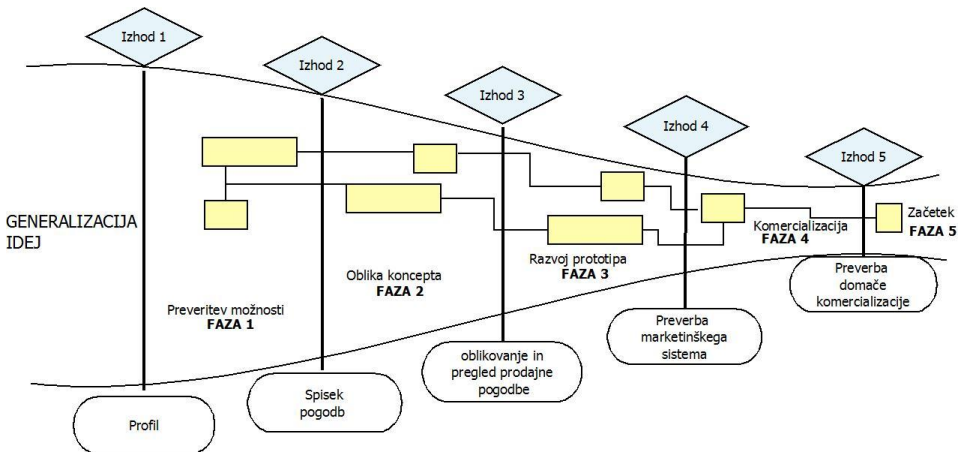 Izhod 1
Izhod 2
Izhod 3
Izhod 4
Izhod 5
GENERALIZACIJA
IDEJ
Preveritev možnosti
FAZA 1
Oblika koncepta
FAZA 2
Razvoj prototipa
FAZA 3
Komercializacija
FAZA 4
Začetek
FAZA 5
Profil
Spisek
pogodb
oblikovanje in
pregled prodajne
pogodbe
Preverba
marketinškega
sistema
Preverba
domače
komercializacije